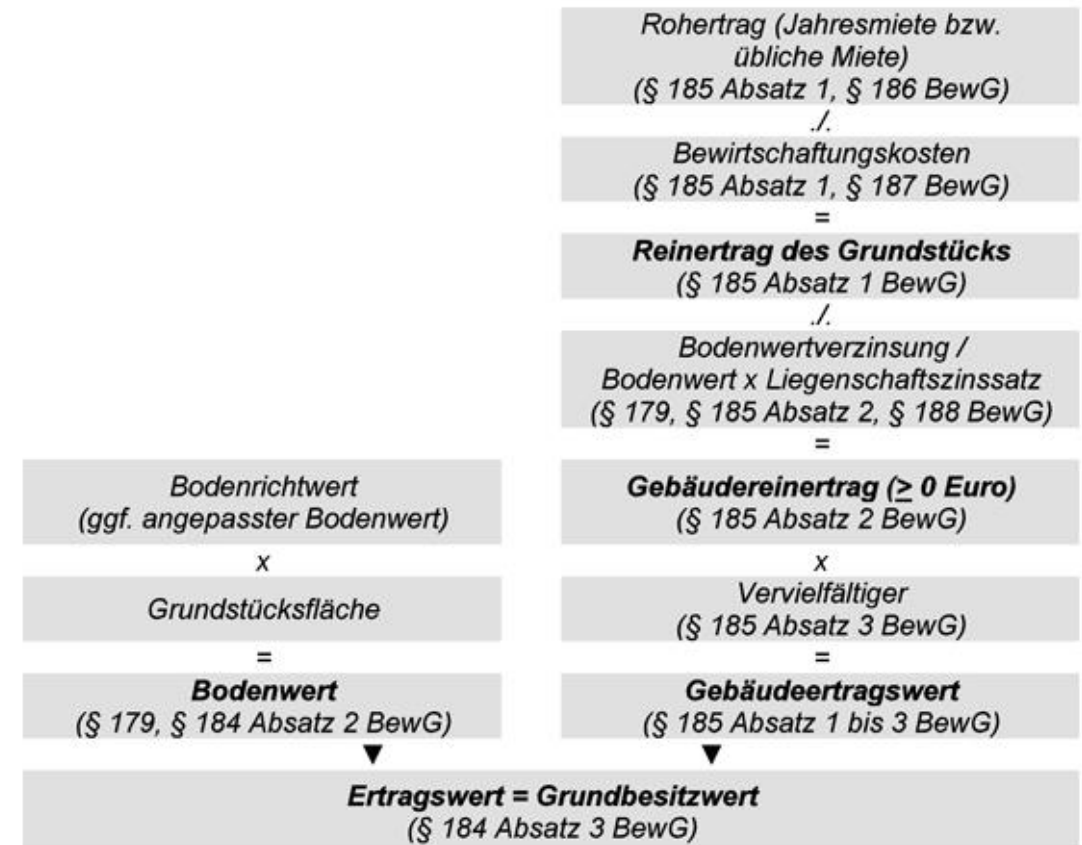 Rohertrag (Jahresmiete bzw.
übliche Miete)
(§ 185 Absatz 1, § 186 BewG)
./.
Bewirtschaftungskosten
(§ 185 Absatz 1, § 187 BewG)
=
Reinertrag des Grundstücks
(§ 185 Absatz 1 BewG)
./.
Bodenwertverzinsung /
Bodenwert x Liegenschaftszinssatz
(§ 179, § 185 Absatz 2, § 188 BewG)
=
Bodenrichtwert
(ggf. angepasster Bodenwert)
x
Grundstücksfläche
=
Bodenwert
(§ 179, § 184 Absatz 2 BewG)
Gebäudereinertrag (≥ 0 Euro)
(§ 185 Absatz 2 BewG)
x
Vervielfältiger
(§ 185 Absatz 3 BewG)
=
Gebäudeertragswert
(§ 185 Absatz 1 bis 3 BewG)
Ertragswert = Grundbesitzwert
(§ 184 Absatz 3 BewG)